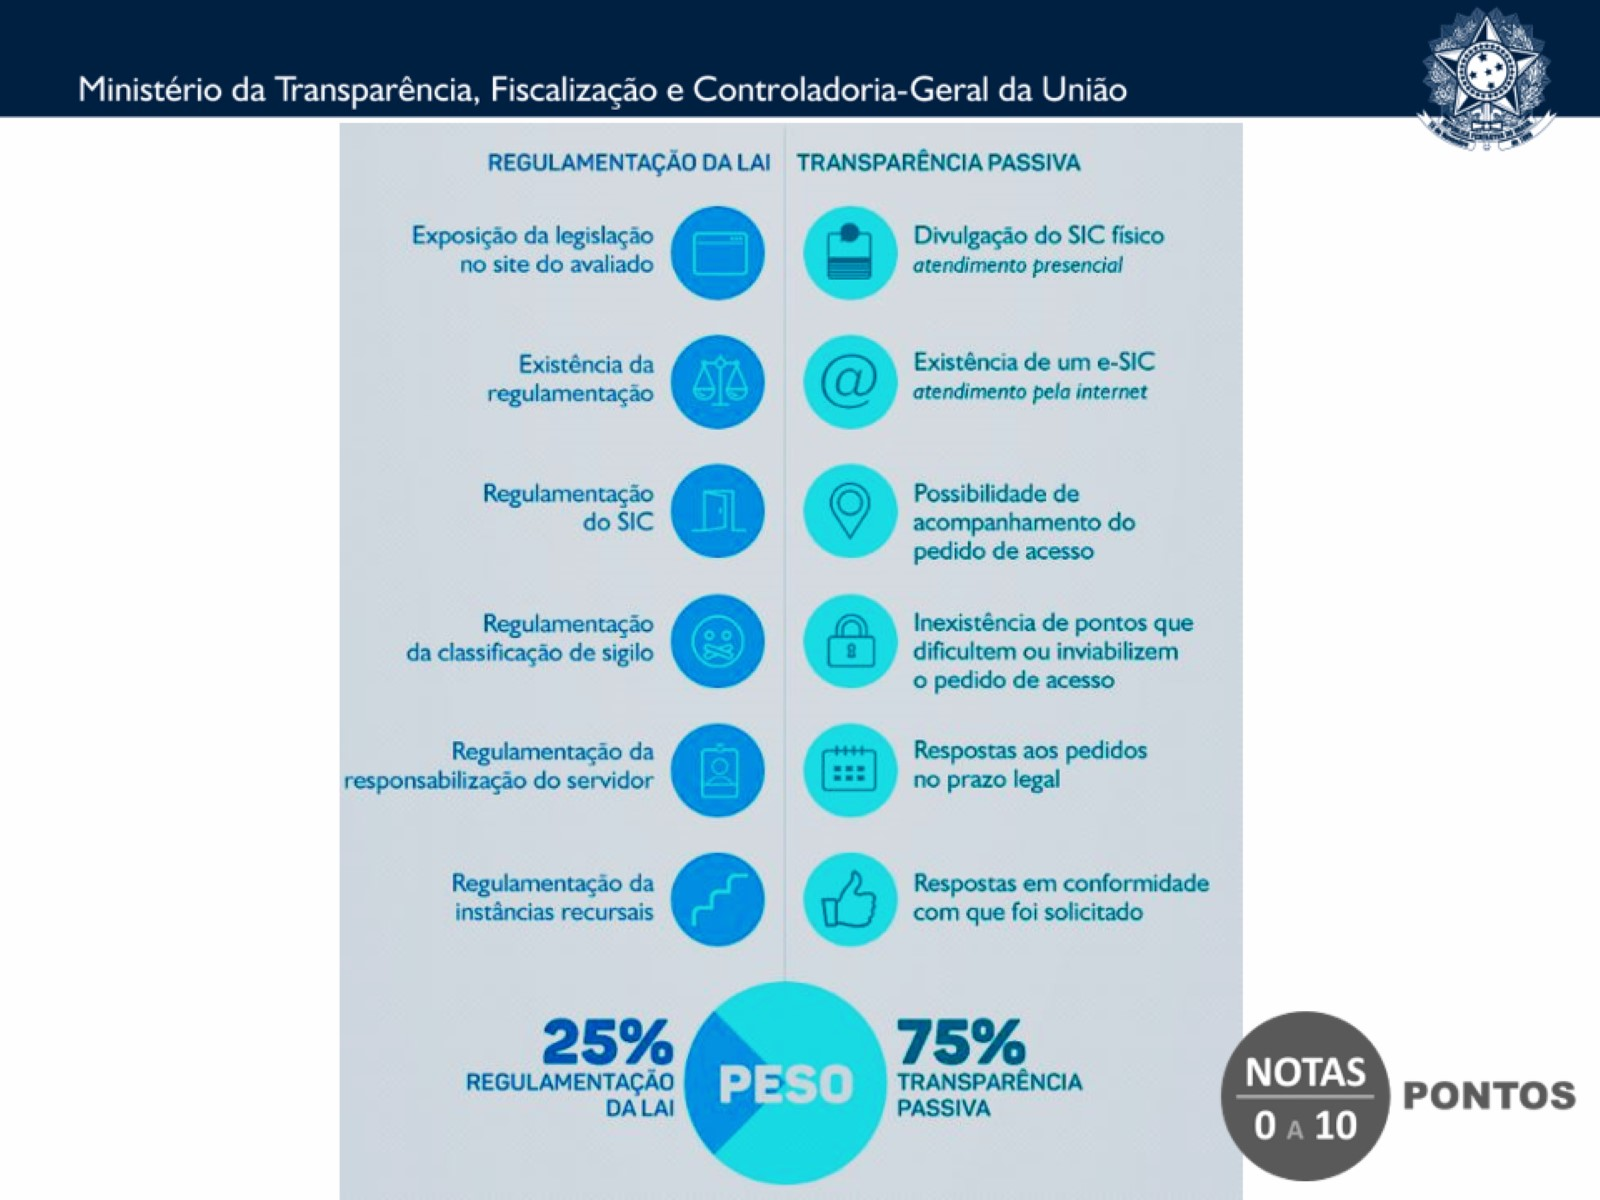 Ministério da Transparência, Fiscalização e Controladoria-Geral da União
REGULAMENTAÇÃO DA LAI
Exposição da legislação
no site do avaliado
Existência da
regulamentação
Regulamentação
do SIC
Regulamentação
da classificação de sigilo
Regulamentação da
responsabilização do servidor
Regulamentação da
instâncias recursais
TRANSPARÊNCIA PASSIVA
Divulgação do SIC físico
atendimento presencial
Existência de um e-SIC
atendimento pela internet
Possibilidade de
acompanhamento do
pedido de acesso
Inexistência de pontos que
dificultem ou inviabilizem
o pedido de acesso
Respostas aos pedidos
no prazo legal
Respostas em conformidade
com que foi solicitado
25%
REGULAMENTAÇÃO
DA LAI
PESO
75%
TRANSPARÊNCIA
PASSIVA
NOTAS
0 A 10
PONTOS